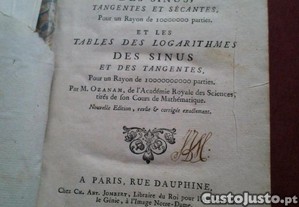 DES SINUS,
TANGENTES ET SÉCANTES,
Pour un Rayon de 10000000 parties.
ET LES
TABLES DES LOGARITHMES
DES SINUS
ET DES TANGENTES,
Pour un Rayon de 10000000000 parties.
Par M. OZANAM, de l'Académie Royale des Sciences,
tirés de son Cours de Mathématique.
Nouvelle Edition, revûe & corrigée exactement.
A PARIS, RUE DAUPHINE,
Chez CH. ANT. JOMBERT, Libraire du Roi pour l'
le Génie, à l'Image Notre-Dame.
CustoJusto.pt